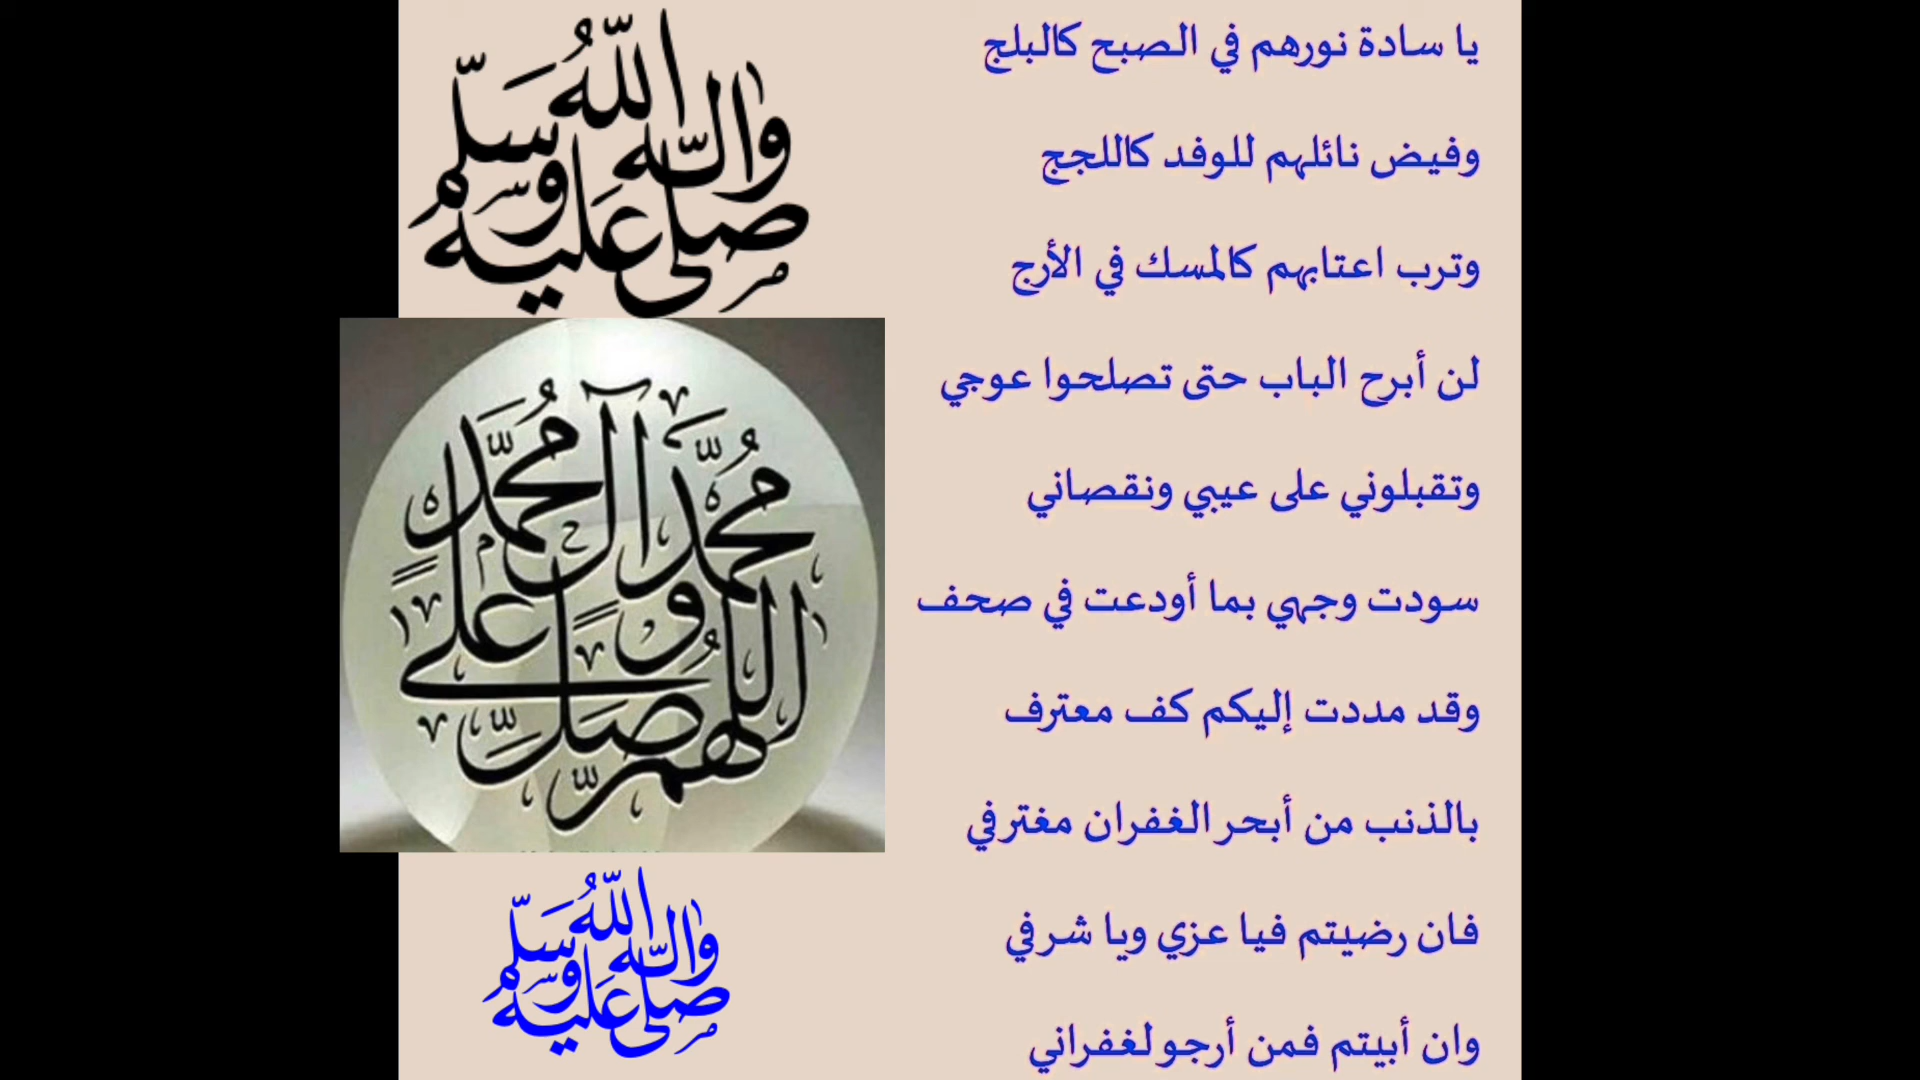 صلى الله عليه وآله وسلم
اللهم صل على محمد وآل محمد
صلى الله عليه وآله وسلم
يا سادة نورهم في الصبح كالبلج
وفيض نائلهم للوفد كاللجج
وترب اعتابهم كالمسك في الأرج
لن أبرح الباب حتى تصلحوا عوجي
وتقبلوني على عيبي ونقصاني
سودت وجهي بما أودعت في صحف
وقد مددت إليكم كف معترف
بالذنب من أبحر الغفران مغترفي
فان رضيتم فيا عزي ويا شرفي
وان أبيتم فمن أرجو لغفراني